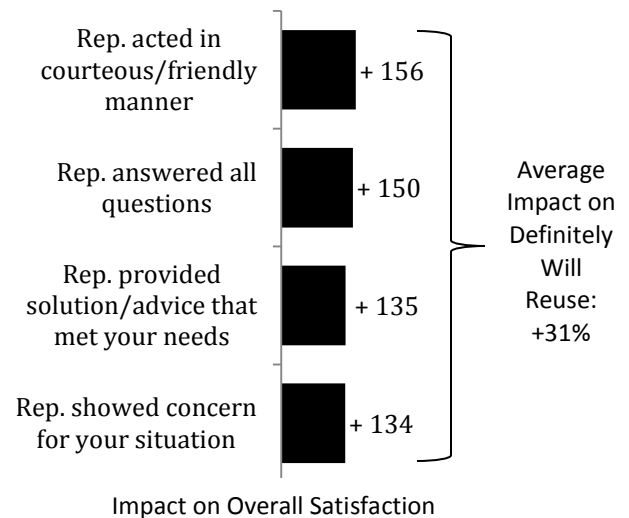 Rep. acted in
courteous/friendly
manner
+ 156
Rep. answered all
questions
+ 150
Rep. provided
solution/advice that
met your needs
+ 135
Rep. showed concern
for your situation
+ 134
Average
Impact on
Definitely
Will
Reuse:
+31%
Impact on Overall Satisfaction